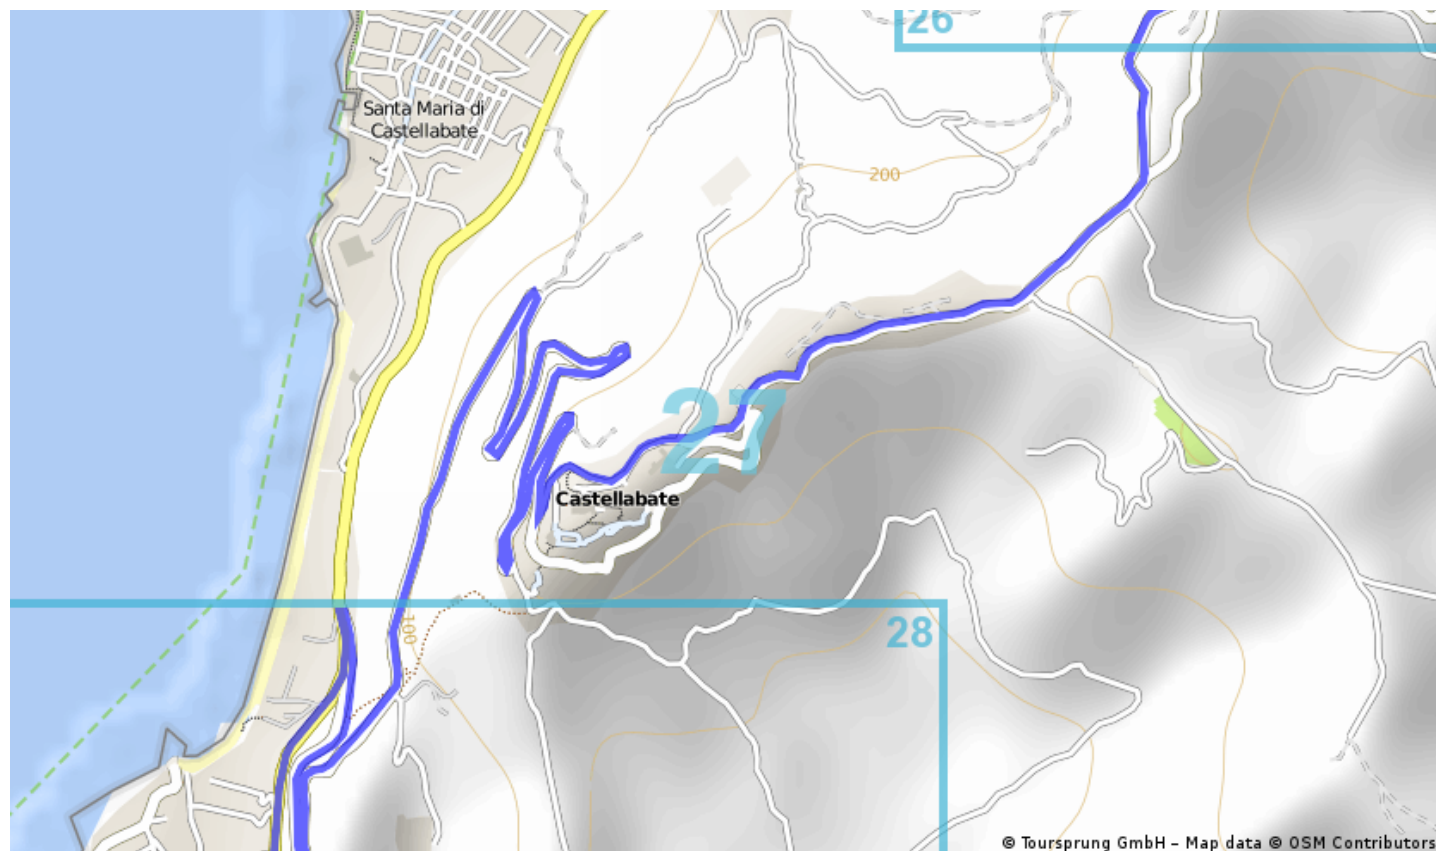 26
Santa Maria di
Castellabate
200
27
Castellabate
100
28
© Toursprung GmbH – Map data © OSM Contributors